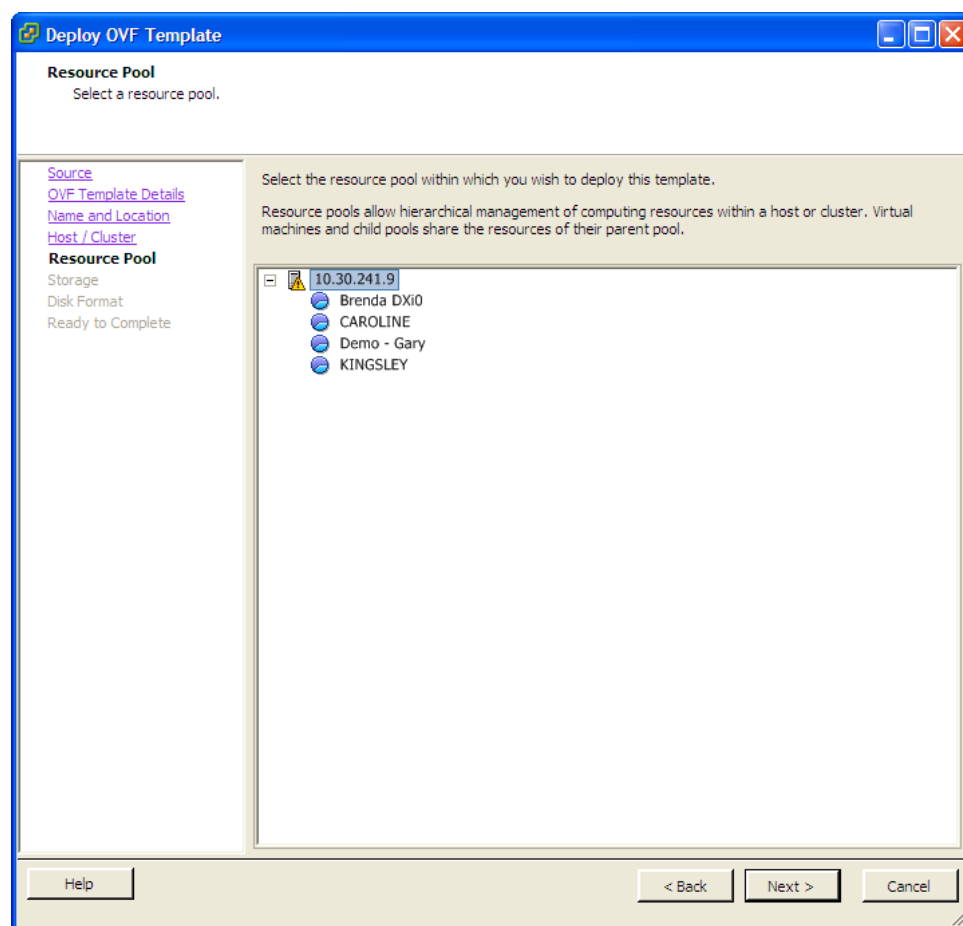 Deploy OVF Template
Resource Pool
Select a resource pool.
Source
OVF Template Details
Name and Location
Host / Cluster
Resource Pool
Storage
Disk Format
Ready to Complete
Select the resource pool within which you wish to deploy this template.
Resource pools allow hierarchical management of computing resources within a host or cluster. Virtual
machines and child pools share the resources of their parent pool.
10.30.241.9
Brenda DXi0
CAROLINE
Demo - Gary
KINGSLEY
Help
< Back
Next >
Cancel